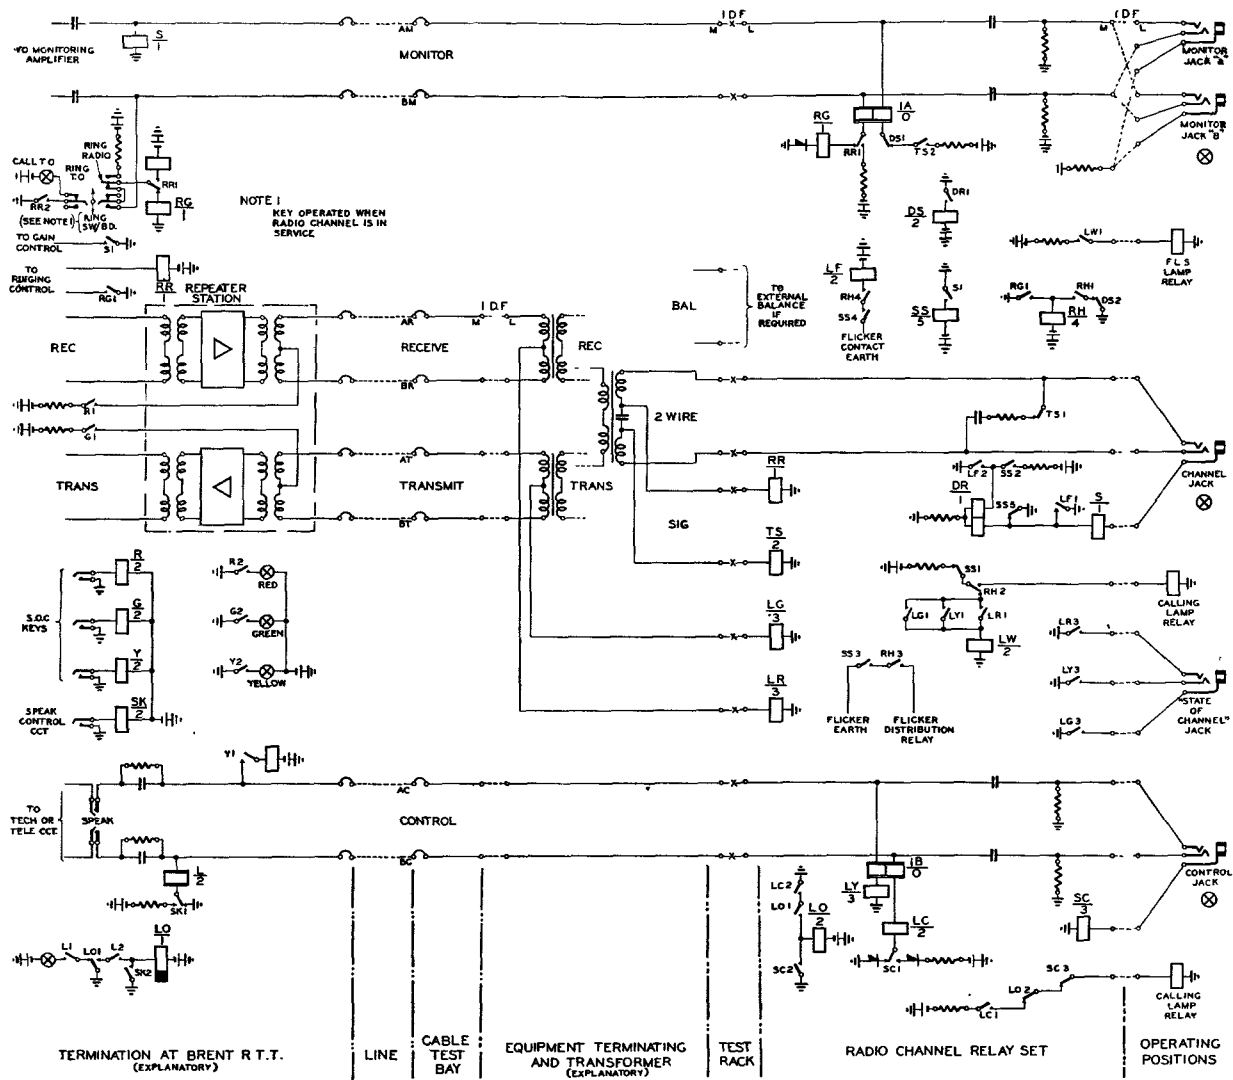 I D F
M
L
I D F
M
L
S
1
AM
TO MONITORING
AMPLIFIER
MONITOR
MONITOR
JACK "A"
BM
RG
1
IA
0
RR1
DS1
TS2
MONITOR
JACK "B"
RING
RADIO
CALL TO
RING
T.O
RR1
RR2
RG
1
(SEE NOTE 1)
RING
SW/BD.
NOTE 1
KEY OPERATED WHEN
RADIO CHANNEL IS IN
SERVICE
DR1
DS
2
TO GAIN
CONTROL
S1
LW1
F L S
LAMP
RELAY
TO
RINGING
CONTROL
RG1
RR
1
REPEATER
STATION
LF
2
RH4
SS4
FLICKER
CONTACT
EARTH
S1
SS
5
RG1
RH1
DS2
RH
4
BAL
TO
EXTERNAL
BALANCE
IF
REQUIRED
I D F
M
L
AR
REC
RECEIVE
REC
BR
R1
G1
2 WIRE
TS1
AT
TRANS
TRANSMIT
TRANS
BT
RR
SIG
LF2
SS2
DR
1
SS5
LF1
S
1
CHANNEL
JACK
TS
2
R
2
R2
RED
S.O.C
KEYS
G
2
G2
GREEN
Y
2
Y2
YELLOW
SPEAK
CONTROL
CCT
SK
2
LG
3
LR
3
SS1
RH2
LG1
LY1
LR1
LW
2
CALLING
LAMP
RELAY
SS3
RH3
FLICKER
EARTH
FLICKER
DISTRIBUTION
RELAY
LR3
LY3
LG3
"STATE
OF
CHANNEL"
JACK
Y1
AC
TO
TECH OR
TELE CCT
SPEAK
CONTROL
BC
L
2
SK1
L1
LO1
L2
SK2
LO
1
LC2
LO1
LO
2
SC2
LY
3
IB
0
LC
2
SC1
SC
3
CONTROL
JACK
SC3
LO2
LC1
CALLING
LAMP
RELAY
TERMINATION AT BRENT R T.T.
(EXPLANATORY)
LINE
CABLE
TEST
BAY
EQUIPMENT TERMINATING
AND TRANSFORMER
(EXPLANATORY)
TEST
RACK
RADIO CHANNEL RELAY SET
OPERATING
POSITIONS